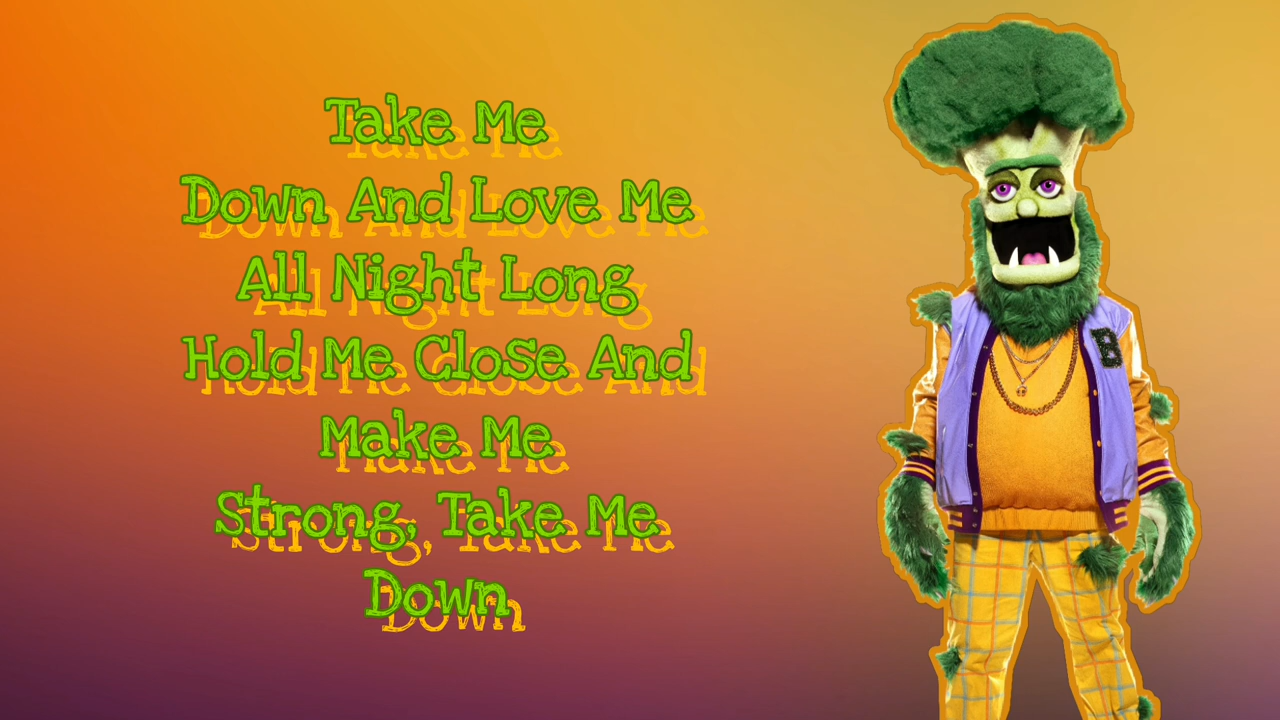 Take Me
Down And Love Me
All Night Long
Hold Me Close And
Make Me
Strong, Take Me
Down
B